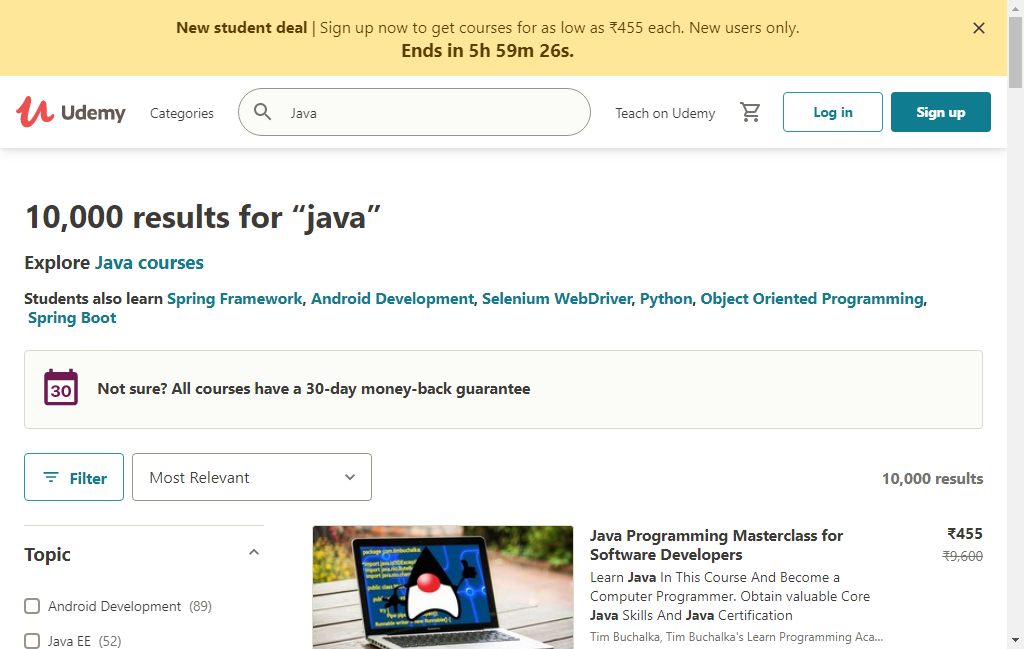 New student deal | Sign up now to get courses for as low as ₹455 each. New users only.
Ends in 5h 59m 26s.
Udemy
Categories
Java
Teach on Udemy
Log in
Sign up
10,000 results for “java”
Explore Java courses
Students also learn Spring Framework, Android Development, Selenium WebDriver, Python, Object Oriented Programming,
Spring Boot
30
Not sure? All courses have a 30-day money-back guarantee
Filter
Most Relevant
10,000 results
Topic
Android Development (89)
Java EE (52)
Java Programming Masterclass for
Software Developers
₹455
₹9,600
Learn Java In This Course And Become a
Computer Programmer. Obtain valuable Core
Java Skills And Java Certification
Tim Buchalka, Tim Buchalka's Learn Programming Aca...